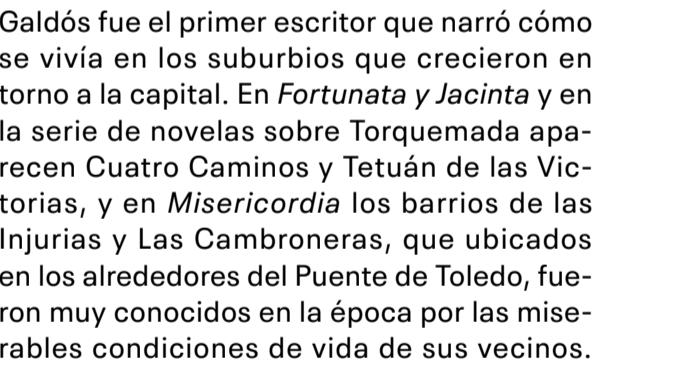 Galdós fue el primer escritor que narró cómo
se vivía en los suburbios que crecieron en
torno a la capital. En Fortunata y Jacinta y en
la serie de novelas sobre Torquemada apa-
recen Cuatro Caminos y Tetuán de las Vic-
torias, y en Misericordia los barrios de las
Injurias y Las Cambroneras, que ubicados
en los alrededores del Puente de Toledo, fue-
ron muy conocidos en la época por las mise-
rables condiciones de vida de sus vecinos.